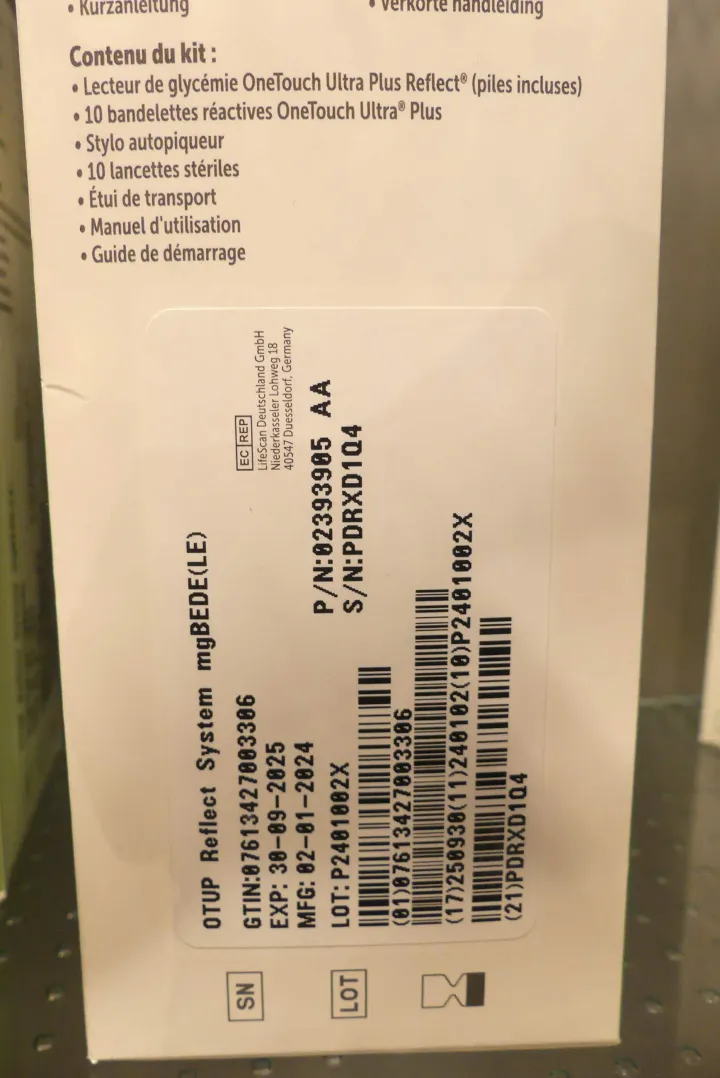 • Kurzanleitung
• Verkorte handleiding
Contenu du kit :
• Lecteur de glycémie OneTouch Ultra Plus Reflect® (piles incluses)
• 10 bandelettes réactives OneTouch Ultra® Plus
• Stylo autopiqueur
• 10 lancettes stériles
• Étui de transport
• Manuel d'utilisation
• Guide de démarrage
EC REP
LifeScan Deutschland GmbH
Niederkasseler Lohweg 18
40547 Duesseldorf, Germany
OTUP Reflect System mgBEDE(LE)
GTIN:07613427003306
EXP: 30-09-2025
MFG: 02-01-2024
P/N:02393905 AA
S/N:PDRXD1Q4
LOT: P2401002X
(01)07613427003306
(17)250930(11)240102(10)P2401002X
(21)PDRXD1Q4
SN
LOT